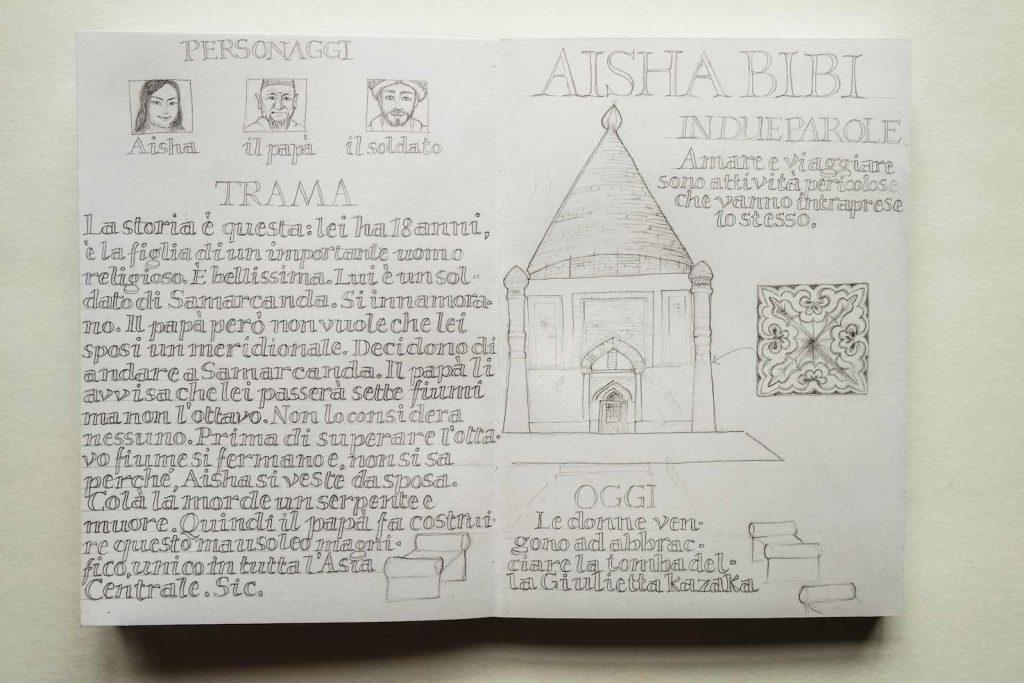 PERSONAGGI
Aisha
il papà
il soldato
TRAMA
La storia è questa: lei ha 18 anni,
è la figlia di un importante uomo
religioso. È bellissima. Lui è un sol-
dato di Samarcanda. Si innamora-
no. Il papà però non vuole che lei
sposi un meridionale. Decidono di
andare a Samarcanda. Il papà li
avvisa che lei passerà sette fiumi
ma non l'ottavo. Non lo considera
nessuno. Prima di superare l'otta-
vo fiume si fermano e, non si sa
perché, Aisha si veste da sposa.
Colà la morde un serpente e
muore. Quindi il papà fa costrui-
re questo mausoleo magni-
fico, unico in tutta l'Asia
Centrale. Sic.
AISHA BIBI
IN DUE PAROLE
Amare e viaggiare
sono attività pericolose
che vanno intraprese
lo stesso.
OGGI
Le donne ven-
gono ad abbrac-
ciare la tomba del-
la Giulietta kazaka